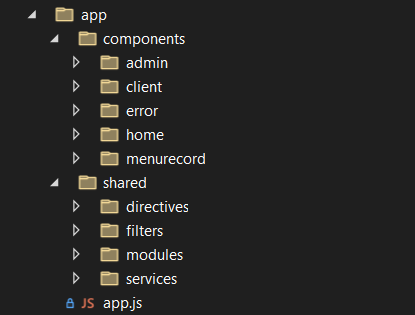 app
components
admin
client
error
home
menurecord
shared
directives
filters
modules
services
JS app.js